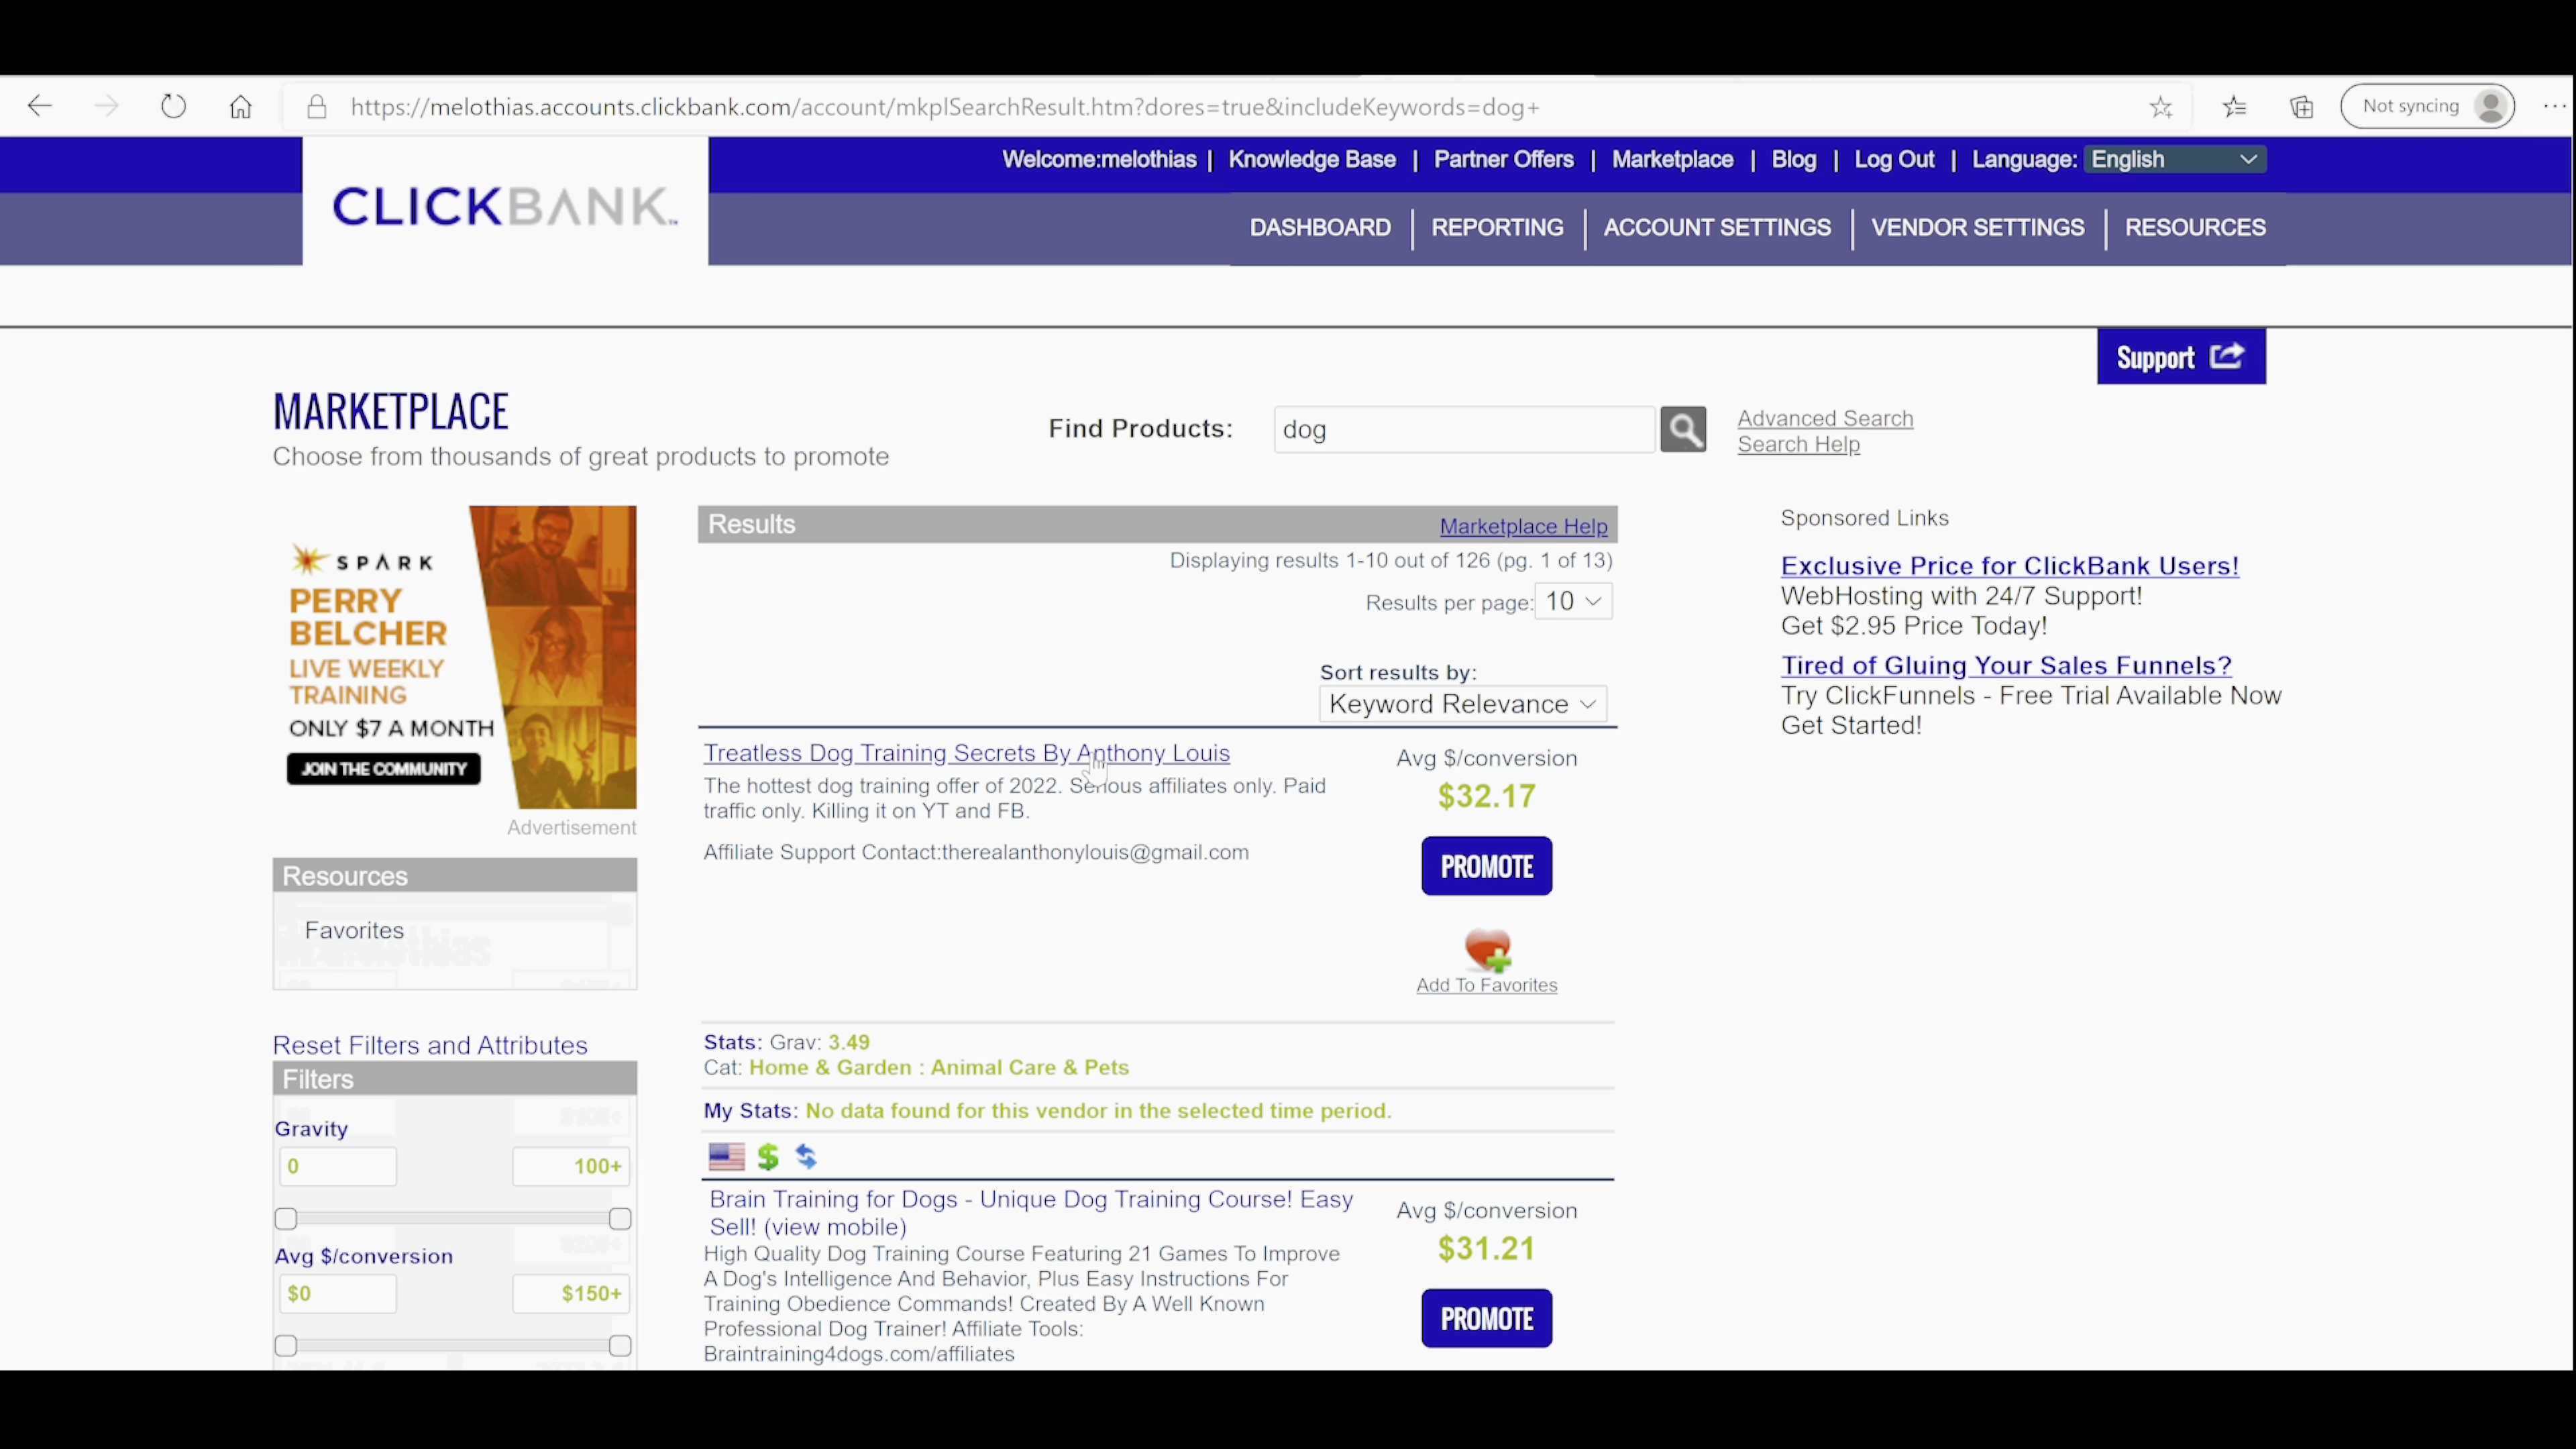 https://melothias.accounts.clickbank.com/account/mkplSearchResult.htm?dores=true&includeKeywords=dog+
Not syncing
Welcome:melothias | Knowledge Base | Partner Offers | Marketplace | Blog | Log Out | Language: English
CLICKBANK
DASHBOARD | REPORTING | ACCOUNT SETTINGS | VENDOR SETTINGS | RESOURCES
Support
MARKETPLACE
Choose from thousands of great products to promote
Find Products: dog
Advanced Search
Search Help
SPARK
PERRY
BELCHER
LIVE WEEKLY
TRAINING
ONLY $7 A MONTH
JOIN THE COMMUNITY
Advertisement
Resources
Favorites
Reset Filters and Attributes
Filters
Gravity
0 100+
Avg $/conversion
$0 $150+
Results Marketplace Help
Displaying results 1-10 out of 126 (pg. 1 of 13)
Results per page: 10
Sort results by:
Keyword Relevance
Treatless Dog Training Secrets By Anthony Louis
The hottest dog training offer of 2022. Serious affiliates only. Paid
traffic only. Killing it on YT and FB.
Affiliate Support Contact:therealanthonylouis@gmail.com
Avg $/conversion
$32.17
PROMOTE
Add To Favorites
Stats: Grav: 3.49
Cat: Home & Garden : Animal Care & Pets
My Stats: No data found for this vendor in the selected time period.
Brain Training for Dogs - Unique Dog Training Course! Easy
Sell! (view mobile)
High Quality Dog Training Course Featuring 21 Games To Improve
A Dog's Intelligence And Behavior, Plus Easy Instructions For
Training Obedience Commands! Created By A Well Known
Professional Dog Trainer! Affiliate Tools:
Braintraining4dogs.com/affiliates
Avg $/conversion
$31.21
PROMOTE
Sponsored Links
Exclusive Price for ClickBank Users!
WebHosting with 24/7 Support!
Get $2.95 Price Today!
Tired of Gluing Your Sales Funnels?
Try ClickFunnels - Free Trial Available Now
Get Started!